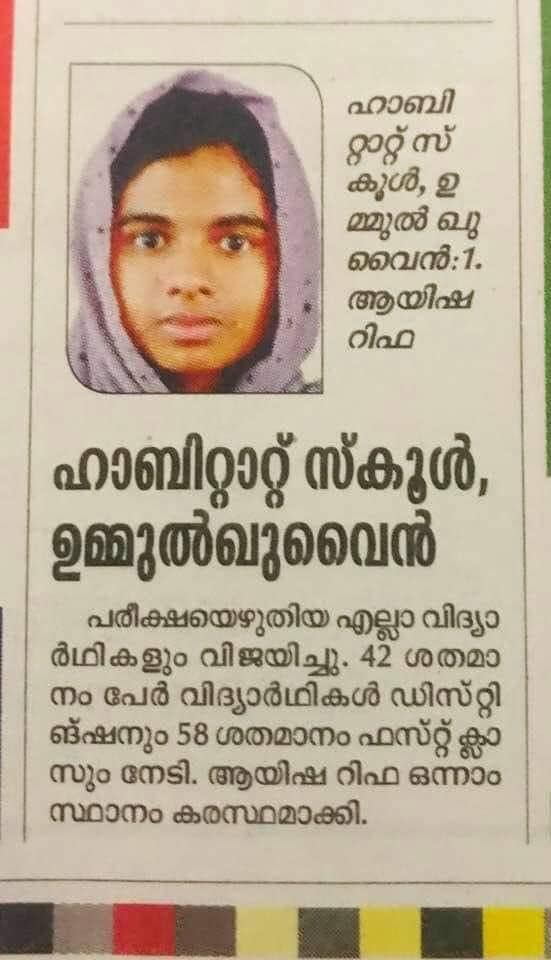 ഹാബി
റ്റാറ്റ് സ്
കൂൾ, ഉ
മ്മുൽ ഖു
വൈൻ:1.
ആയിഷ
റിഫ
ഹാബിറ്റാറ്റ് സ്കൂൾ,
ഉമ്മുൽഖുവൈൻ
പരീക്ഷയെഴുതിയ എല്ലാ വിദ്യാ
ർഥികളും വിജയിച്ചു. 42 ശതമാ
നം പേർ വിദ്യാർഥികൾ ഡിസ്റ്റി
ങ്ഷനും 58 ശതമാനം ഫസ്റ്റ് ക്ലാ
സും നേടി. ആയിഷ റിഫ ഒന്നാം
സ്ഥാനം കരസ്ഥമാക്കി.